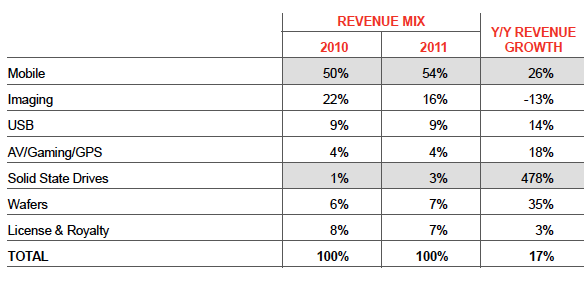 REVENUE MIX
Y/Y REVENUE
GROWTH
2010 2011
Mobile 50% 54% 26%
Imaging 22% 16% -13%
USB 9% 9% 14%
AV/Gaming/GPS 4% 4% 18%
Solid State Drives 1% 3% 478%
Wafers 6% 7% 35%
License & Royalty 8% 7% 3%
TOTAL 100% 100% 17%